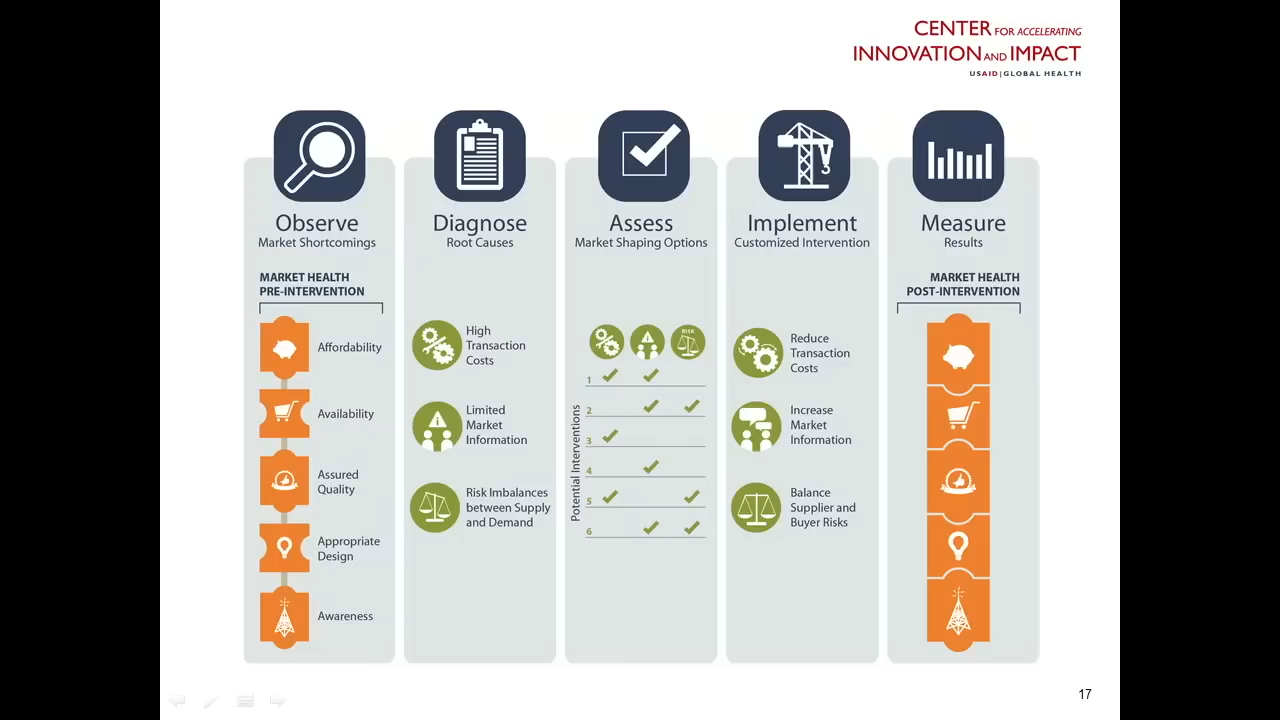 CENTER FOR ACCELERATING
INNOVATION AND IMPACT
USAID | GLOBAL HEALTH
Observe
Market Shortcomings
MARKET HEALTH
PRE-INTERVENTION
Affordability
Availability
Assured
Quality
Appropriate
Design
Awareness
Diagnose
Root Causes
High
Transaction
Costs
Limited
Market
Information
Risk Imbalances
between Supply
and Demand
Assess
Market Shaping Options
RISK
Potential Interventions
1
2
3
4
5
6
Implement
Customized Intervention
Reduce
Transaction
Costs
Increase
Market
Information
Balance
Supplier and
Buyer Risks
Measure
Results
MARKET HEALTH
POST-INTERVENTION
17